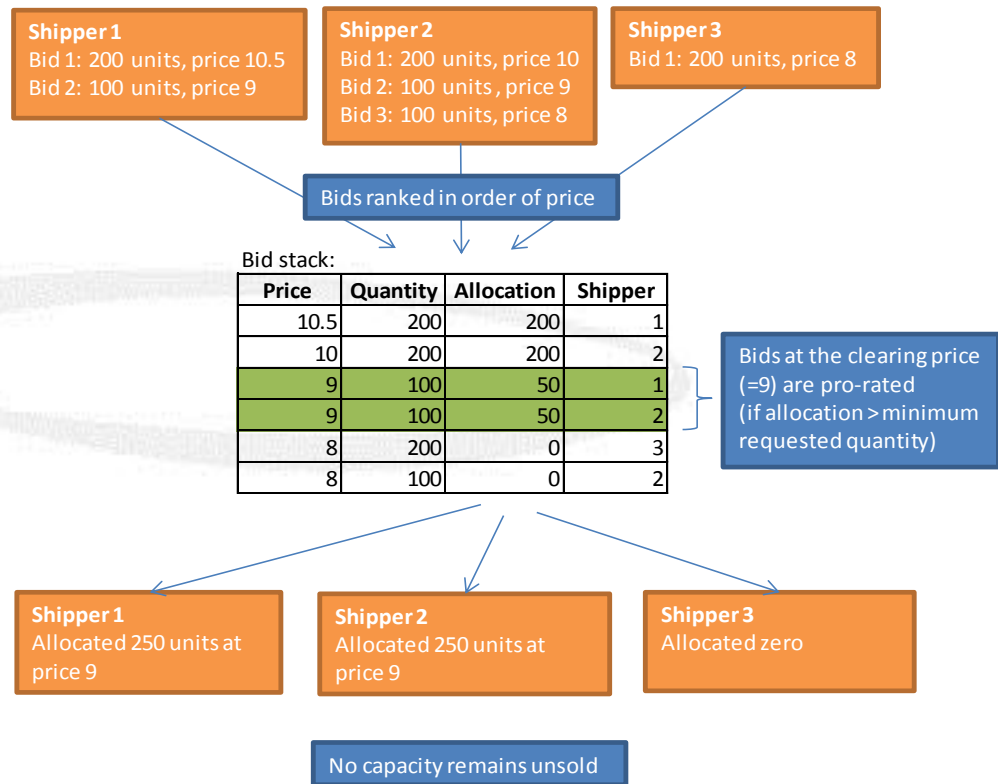 Shipper 1
Bid 1: 200 units, price 10.5
Bid 2: 100 units, price 9
Shipper 2
Bid 1: 200 units, price 10
Bid 2: 100 units , price 9
Bid 3: 100 units, price 8
Shipper 3
Bid 1: 200 units, price 8
Bids ranked in order of price
Bid stack:
Price Quantity Allocation Shipper
10.5 200 200 1
10 200 200 2
9 100 50 1
9 100 50 2
8 200 0 3
8 100 0 2
Bids at the clearing price
(=9) are pro-rated
(if allocation > minimum
requested quantity)
Shipper 1
Allocated 250 units at
price 9
Shipper 2
Allocated 250 units at
price 9
Shipper 3
Allocated zero
No capacity remains unsold